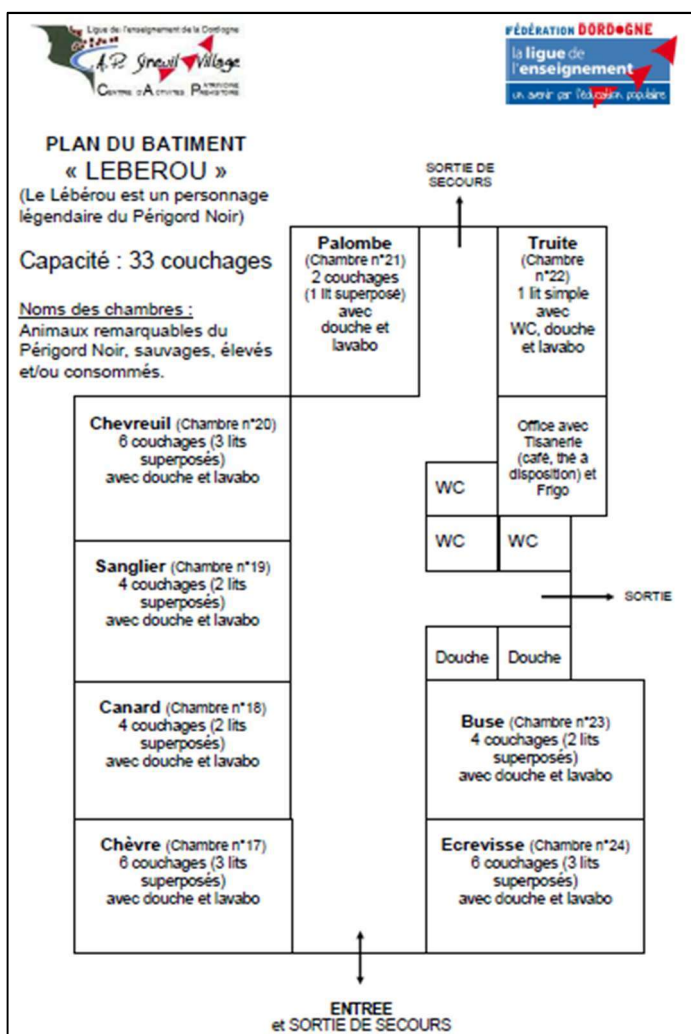 Ligue de l'enseignement de la Dordogne
A.P. Sireuil Village
CENTRE D'ACTIVITES PATRIMOINE
PREHISTOIRE
FÉDÉRATION DORDOGNE
la ligue de
l'enseignement
un avenir par l'éducation populaire
PLAN DU BATIMENT
« LEBEROU »
(Le Lébérou est un personnage
légendaire du Périgord Noir)
Capacité : 33 couchages
Noms des chambres :
Animaux remarquables du
Périgord Noir, sauvages, élevés
et/ou consommés.
SORTIE DE
SECOURS
Palombe
(Chambre n°21)
2 couchages
(1 lit superposé)
avec
douche et
lavabo
Truite
(Chambre
n°22)
1 lit simple
avec
WC, douche
et lavabo
Chevreuil (Chambre n°20)
6 couchages (3 lits
superposés)
avec douche et lavabo
Office avec
Tisanerie
(café, thé à
disposition) et
Frigo
WC
WC
WC
Sanglier (Chambre n°19)
4 couchages (2 lits
superposés)
avec douche et lavabo
SORTIE
Douche
Douche
Canard (Chambre n°18)
4 couchages (2 lits
superposés)
avec douche et lavabo
Buse (Chambre n°23)
4 couchages (2 lits
superposés)
avec douche et lavabo
Chèvre (Chambre n°17)
6 couchages (3 lits
superposés)
avec douche et lavabo
Ecrevisse (Chambre n°24)
6 couchages (3 lits
superposés)
avec douche et lavabo
ENTREE
et SORTIE DE SECOURS